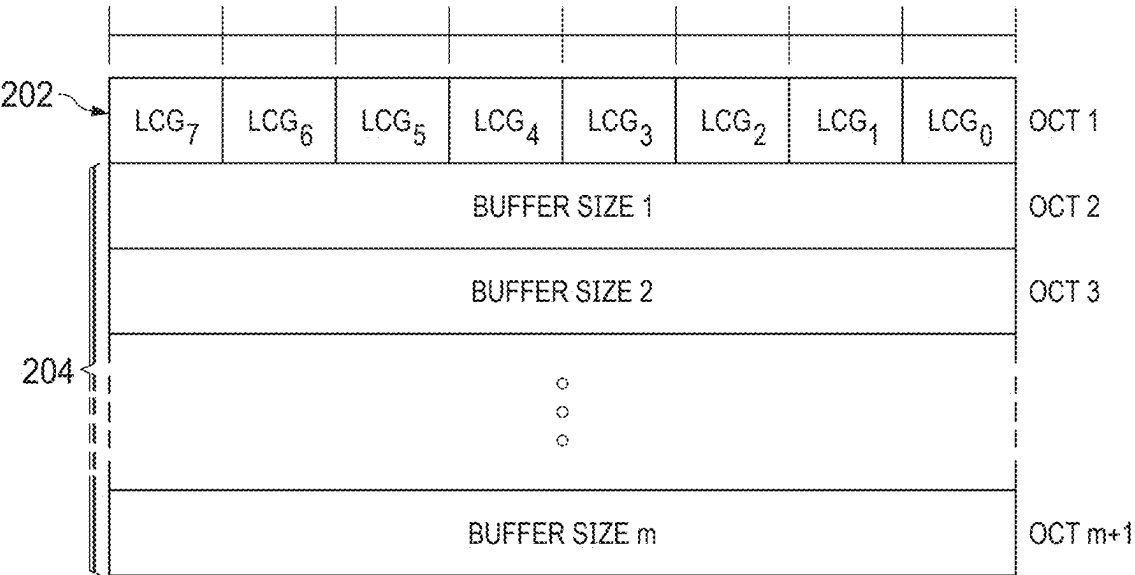 202
LCG7 LCG6 LCG5 LCG4 LCG3 LCG2 LCG1 LCG0 OCT 1
BUFFER SIZE 1 OCT 2
BUFFER SIZE 2 OCT 3
204
BUFFER SIZE m OCT m+1